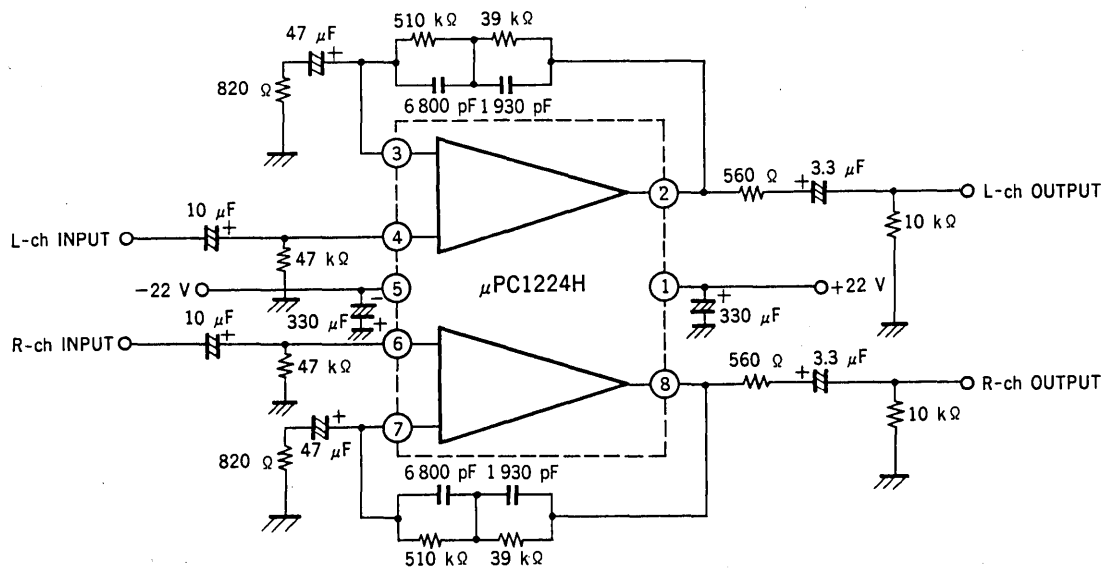 510 kΩ 39 kΩ
47 μF
+
820 Ω
6 800 pF 1 930 pF
3
2
560 Ω
+
3.3 μF
L-ch OUTPUT
10 kΩ
10 μF
+
L-ch INPUT
4
47 kΩ
-22 V
5
−
330 μF
+
μPC1224H
1
+
330 μF
+22 V
10 μF
+
R-ch INPUT
6
47 kΩ
8
560 Ω
+
3.3 μF
R-ch OUTPUT
10 kΩ
+
7
47 μF
820 Ω
6 800 pF 1 930 pF
510 kΩ 39 kΩ